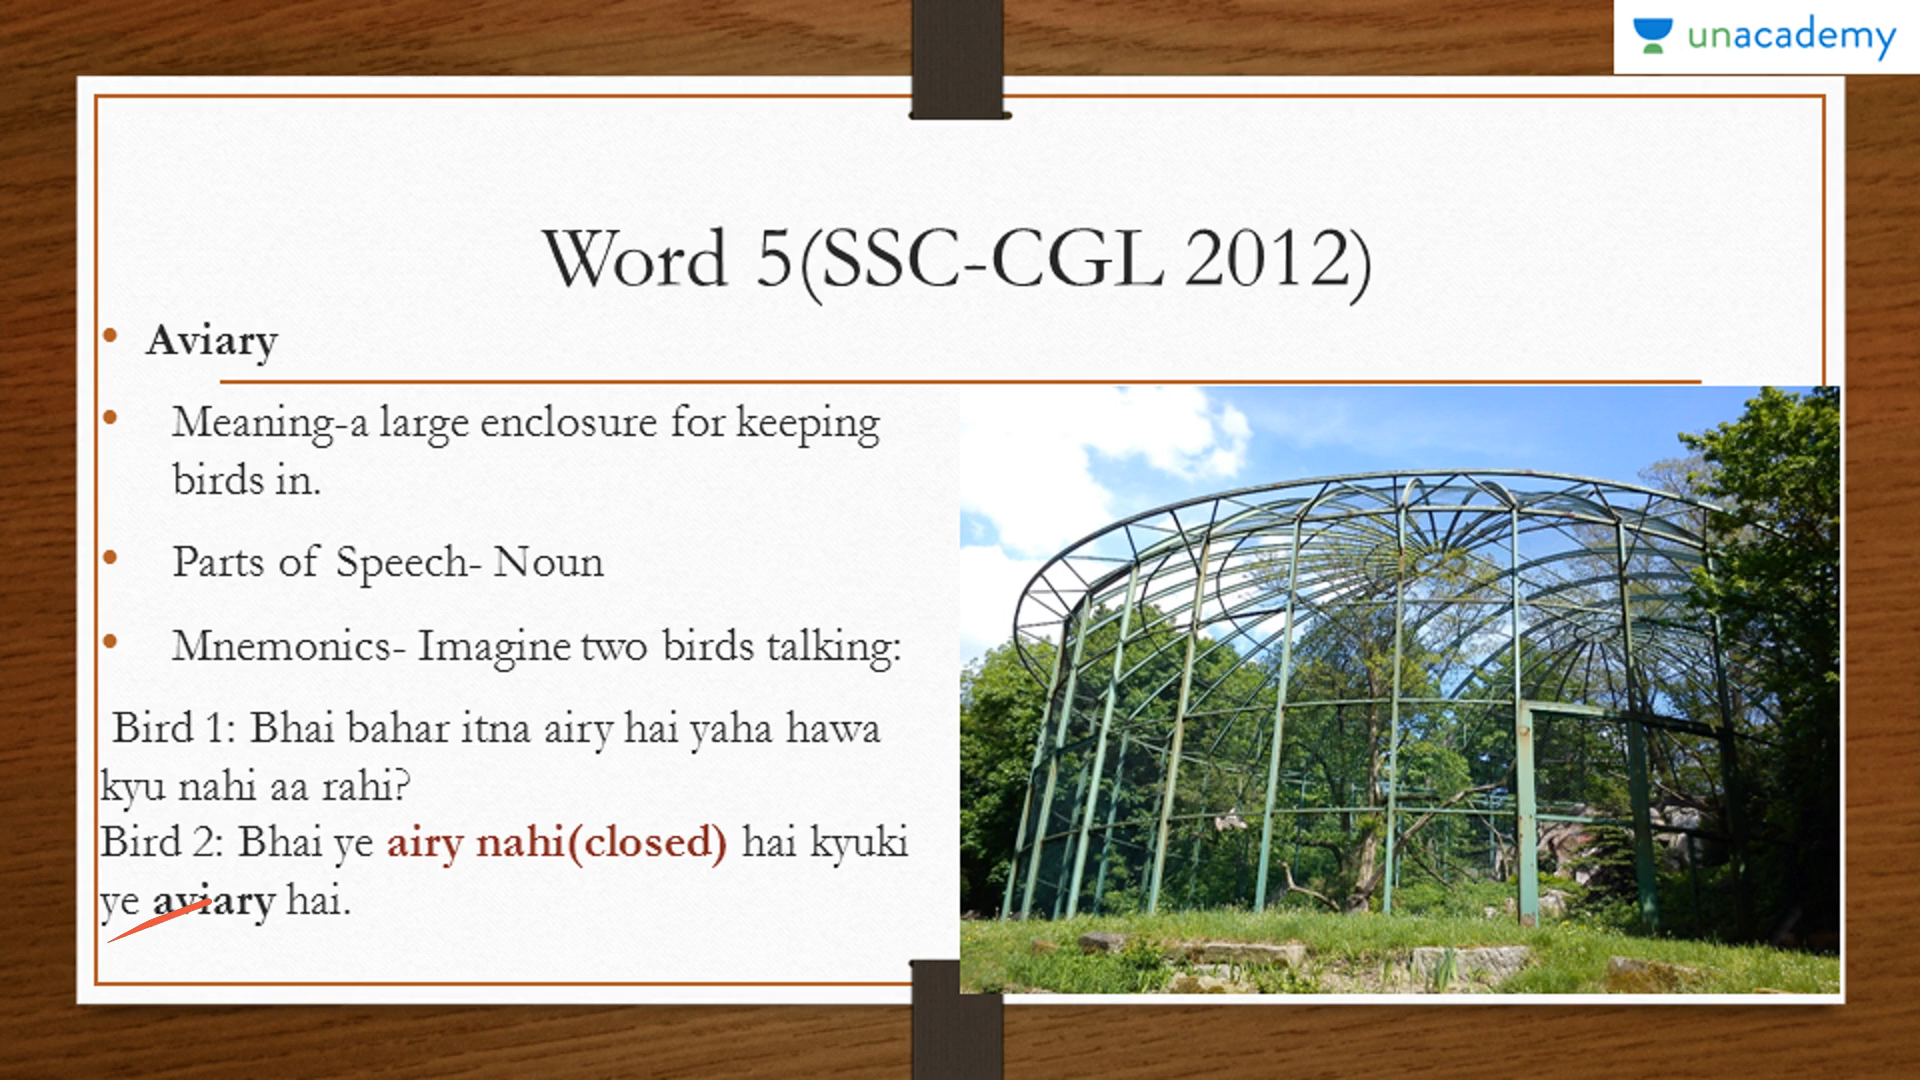 unacademy
Word 5(SSC-CGL 2012)
• Aviary
• Meaning-a large enclosure for keeping
birds in.
• Parts of Speech- Noun
• Mnemonics- Imagine two birds talking:
Bird 1: Bhai bahar itna airy hai yaha hawa
kyu nahi aa rahi?
Bird 2: Bhai ye airy nahi(closed) hai kyuki
ye aviary hai.